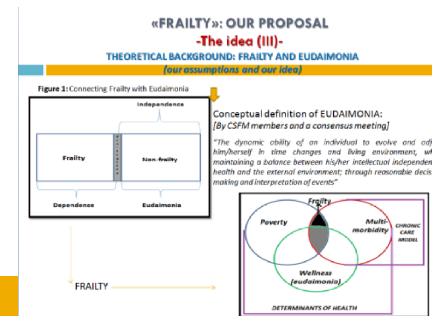 «FRAILTY»: OUR PROPOSAL
-The idea (III)-
THEORETICAL BACKGROUND: FRAILTY AND EUDAIMONIA
(our assumptions and our idea)
Figure 1: Connecting Frailty with Eudaimonia
Independence
Frailty
Non-frailty
Dependence
Eudaimonia
Conceptual definition of EUDAIMONIA:
[By CSFM members and a consensus meeting]
"The dynamic ability of an individual to evolve and
him/herself in time changes and living environment,
maintaining a balance between his/her intellectual
health and the external environment; through reasonable
making and interpretation of events"
Frailty
Poverty
Multi-
morbidity
CHRONIC
CARE
MODEL
Wellness
(eudaimonia)
DETERMINANTS OF HEALTH
FRAILTY